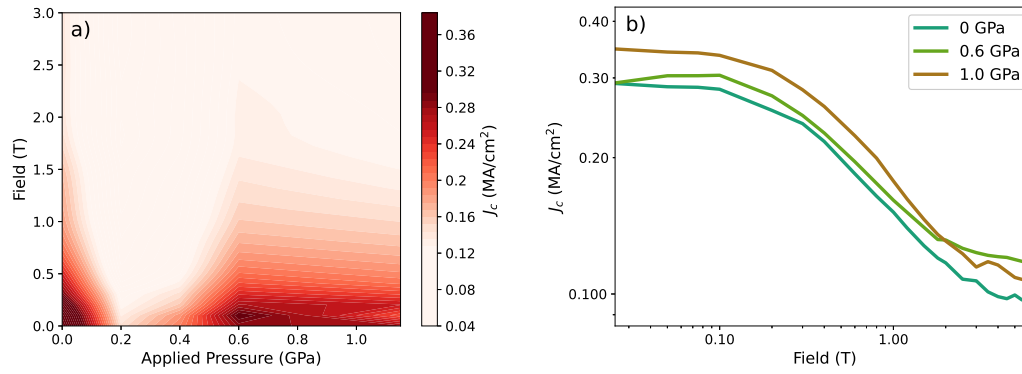 a)
3.0
2.5
2.0
1.5
1.0
0.5
0.0
Field (T)
0.0 0.2 0.4 0.6 0.8 1.0
Applied Pressure (GPa)
0.36
0.32
0.28
0.24
0.20
0.16
0.12
0.08
0.04
J_c (MA/cm²)
b)
0 GPa
0.6 GPa
1.0 GPa
0.40
0.30
0.20
0.100
J_c (MA/cm²)
0.10 1.00
Field (T)